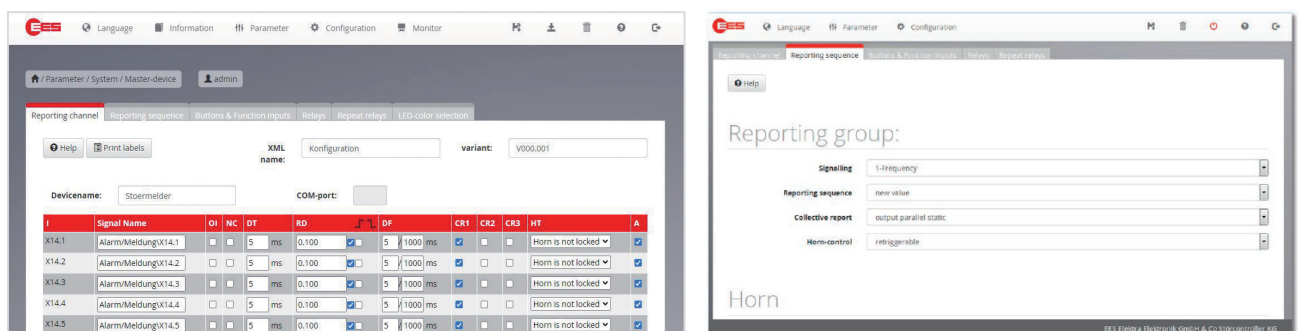 EES Language Information Parameter Configuration Monitor
/ Parameter / System / Master-device admin
Reporting channel Reporting sequence Buttons & Function inputs Relays Repeat relays LED-color selection
Help Print labels XML name: Konfiguration variant: V000.001
Devicename: Stoermelder COM-port:
I Signal Name OI NC DT RD DF CR1 CR2 CR3 HT A
X14.1 Alarm/Meldung\X14.1 5 ms 0.100 5 / 1000 ms Horn is not locked
X14.2 Alarm/Meldung\X14.2 5 ms 0.100 5 / 1000 ms Horn is not locked
X14.3 Alarm/Meldung\X14.3 5 ms 0.100 5 / 1000 ms Horn is not locked
X14.4 Alarm/Meldung\X14.4 5 ms 0.100 5 / 1000 ms Horn is not locked
X14.5 Alarm/Meldung\X14.5 5 ms 0.100 5 / 1000 ms Horn is not locked
EES Language Parameter Configuration
Reporting channel Reporting sequence Buttons & Function inputs Relays Repeat relays
Help
Reporting group:
Signalling 1-Frequency
Reporting sequence new value
Collective report output parallel static
Horn-control retriggerable
Horn
EES Elektra Elektronik GmbH & Co Störcontroller KG